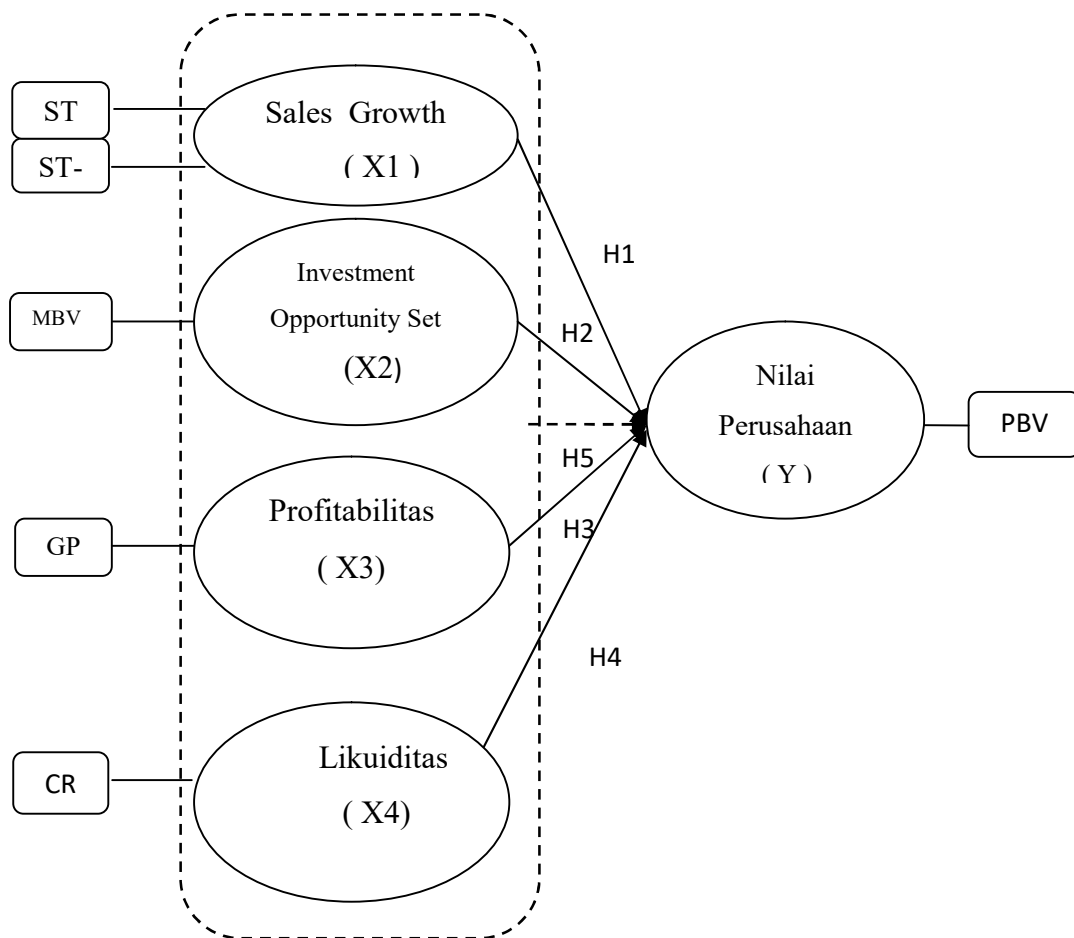 ST
ST-
Sales Growth
( X1 )
H1
MBV
Investment
Opportunity Set
(X2)
H2
Nilai
Perusahaan
( Y )
PBV
H5
GP
Profitabilitas
( X3)
H3
H4
CR
Likuiditas
( X4)